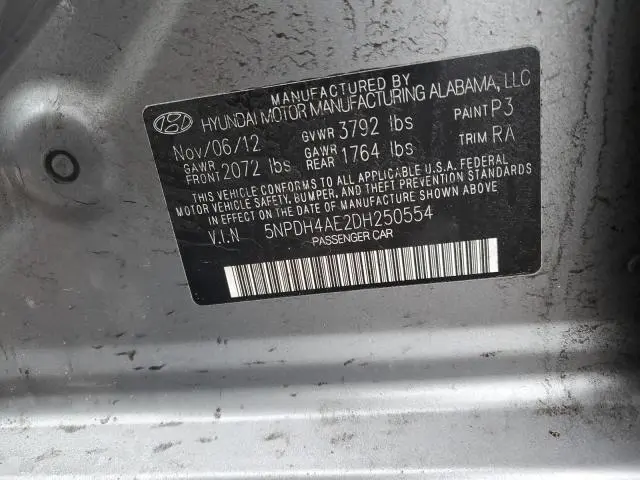 MANUFACTURED BY
HYUNDAI MOTOR MANUFACTURING ALABAMA, LLC
Nov/06/12 GVWR 3792 lbs PAINT P3
GAWR FRONT 2072 lbs GAWR REAR 1764 lbs TRIM RA
THIS VEHICLE CONFORMS TO ALL APPLICABLE U.S.A. FEDERAL
MOTOR VEHICLE SAFETY, BUMPER, AND THEFT PREVENTION STANDARDS
IN EFFECT ON THE DATE OF MANUFACTURE SHOWN ABOVE.
V.I.N 5NPDH4AE2DH250554
PASSENGER CAR